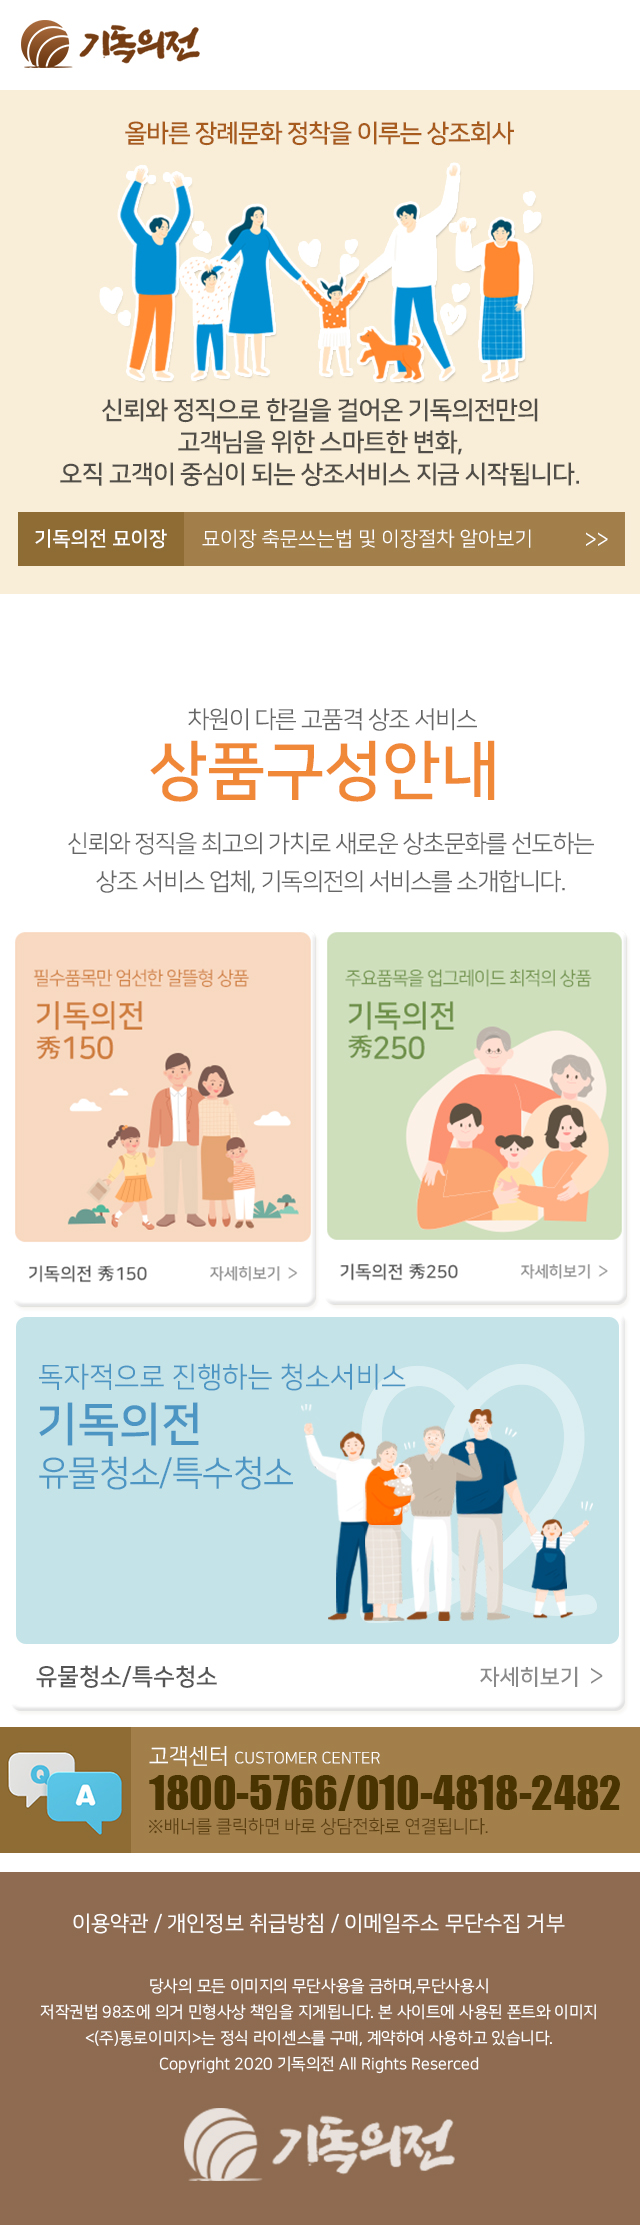 기독의전
올바른 장례문화 정착을 이루는 상조회사
신뢰와 정직으로 한길을 걸어온 기독의전만의
고객님을 위한 스마트한 변화,
오직 고객이 중심이 되는 상조서비스 지금 시작됩니다.
기독의전 묘이장 묘이장 축문쓰는법 및 이장절차 알아보기 >>
차원이 다른 고품격 상조 서비스
상품구성안내
신뢰와 정직을 최고의 가치로 새로운 상초문화를 선도하는
상조 서비스 업체, 기독의전의 서비스를 소개합니다.
필수품목만 엄선한 알뜰형 상품
기독의전
秀150
기독의전 秀150 자세히보기 >
주요품목을 업그레이드 최적의 상품
기독의전
秀250
기독의전 秀250 자세히보기 >
독자적으로 진행하는 청소서비스
기독의전
유물청소/특수청소
유물청소/특수청소 자세히보기 >
Q
A
고객센터 CUSTOMER CENTER
1800-5766/010-4818-2482
※배너를 클릭하면 바로 상담전화로 연결됩니다.
이용약관 / 개인정보 취급방침 / 이메일주소 무단수집 거부
당사의 모든 이미지의 무단사용을 금하며,무단사용시
저작권법 98조에 의거 민형사상 책임을 지게됩니다. 본 사이트에 사용된 폰트와 이미지
<(주)통로이미지>는 정식 라이센스를 구매, 계약하여 사용하고 있습니다.
Copyright 2020 기독의전 All Rights Reserced
기독의전